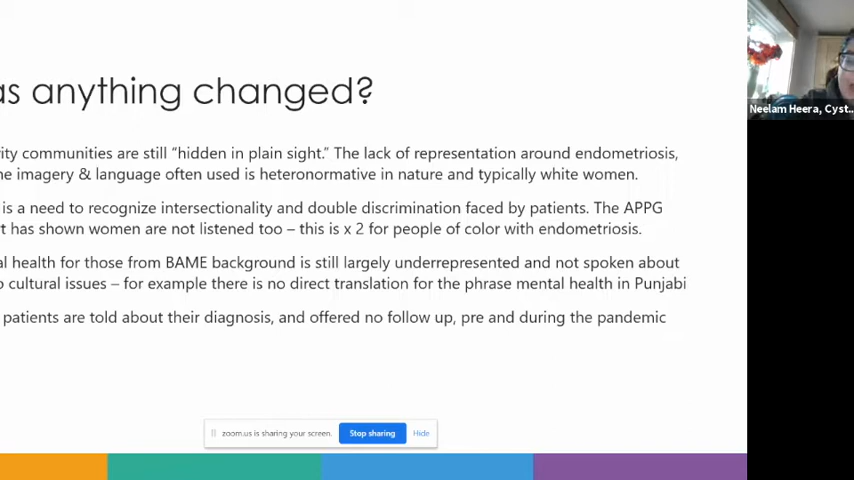 as anything changed?
ity communities are still “hidden in plain sight.” The lack of representation around endometriosis,
ne imagery & language often used is heteronormative in nature and typically white women.
is a need to recognize intersectionality and double discrimination faced by patients. The APPG
t has shown women are not listened too – this is x 2 for people of color with endometriosis.
al health for those from BAME background is still largely underrepresented and not spoken about
o cultural issues – for example there is no direct translation for the phrase mental health in Punjabi
patients are told about their diagnosis, and offered no follow up, pre and during the pandemic
zoom.us is sharing your screen. Stop sharing Hide
Neelam Heera, Cyst...